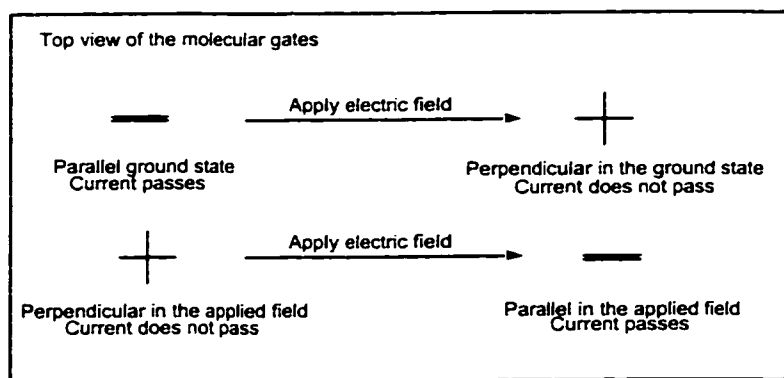 Top view of the molecular gates
Apply electric field
Parallel ground state
Current passes
Perpendicular in the ground state
Current does not pass
Apply electric field
Perpendicular in the applied field
Current does not pass
Parallel in the applied field
Current passes